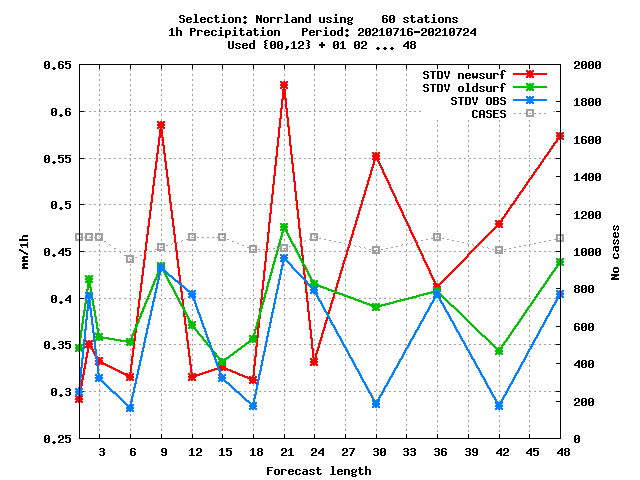 Selection: Norrland using    60 stations
1h Precipitation   Period: 20210716-20210724
Used {00,12} + 01 02 ... 48
STDV newsurf
STDV oldsurf
STDV OBS
CASES
0.65
0.6
0.55
0.5
0.45
0.4
0.35
0.3
0.25
mm/1h
2000
1800
1600
1400
1200
1000
800
600
400
200
0
No cases
3 6 9 12 15 18 21 24 27 30 33 36 39 42 45 48
Forecast length